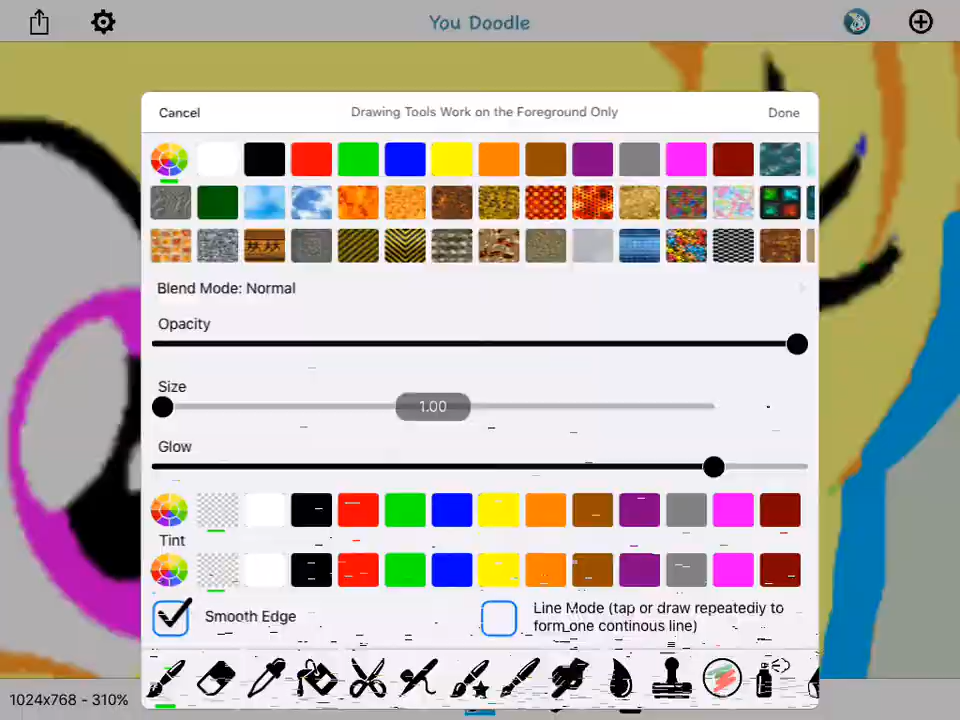 You Doodle
Cancel
Drawing Tools Work on the Foreground Only
Done
Blend Mode: Normal
Opacity
Size
1.00
Glow
Tint
Smooth Edge
Line Mode (tap or draw repeatedly to
form one continous line)
1024x768 - 310%